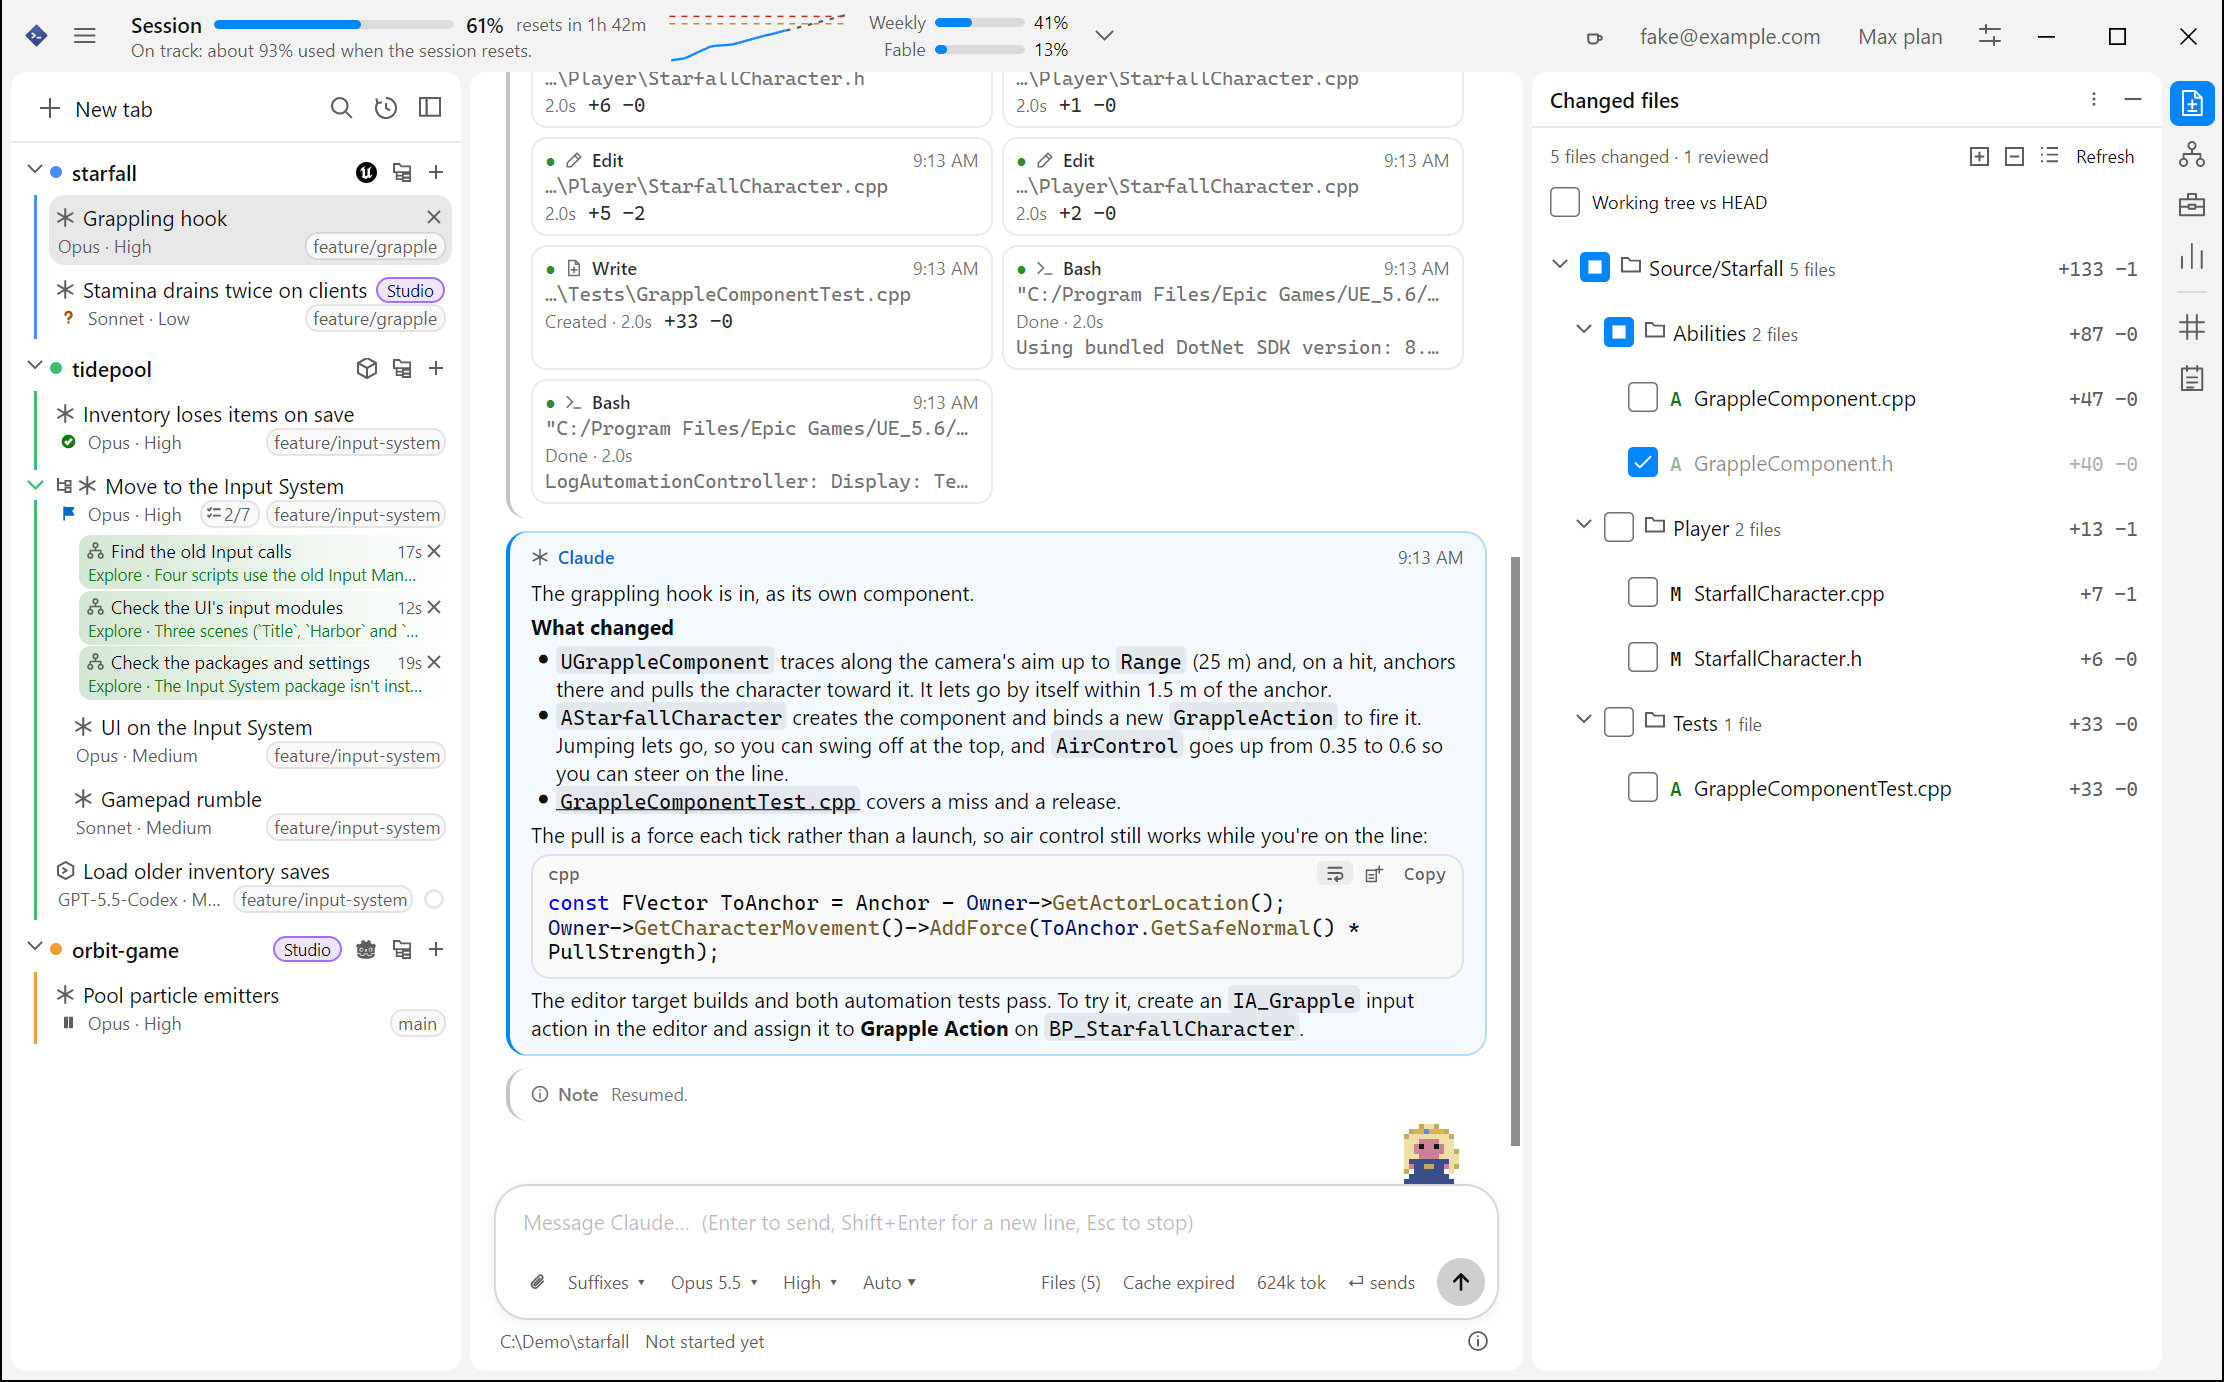 Session 61% resets in 1h 42m
On track: about 93% used when the session resets.
Weekly 41%
Fable 13%
fake@example.com Max plan
New tab
starfall
Grappling hook
Opus · High feature/grapple
Stamina drains twice on clients Studio
? Sonnet · Low feature/grapple
tidepool
Inventory loses items on save
Opus · High feature/input-system
Move to the Input System
Opus · High 2/7 feature/input-system
Find the old Input calls 17s
Explore · Four scripts use the old Input Man...
Check the UI's input modules 12s
Explore · Three scenes (`Title`, `Harbor` and `...
Check the packages and settings 19s
Explore · The Input System package isn't inst...
UI on the Input System
Opus · Medium feature/input-system
Gamepad rumble
Sonnet · Medium feature/input-system
Load older inventory saves
GPT-5.5-Codex · M... feature/input-system
orbit-game Studio
Pool particle emitters
Opus · High main
…\Player\StarfallCharacter.h
2.0s +6 −0
…\Player\StarfallCharacter.cpp
2.0s +1 −0
Edit 9:13 AM
…\Player\StarfallCharacter.cpp
2.0s +5 −2
Edit 9:13 AM
…\Player\StarfallCharacter.cpp
2.0s +2 −0
Write 9:13 AM
…\Tests\GrappleComponentTest.cpp
Created · 2.0s +33 −0
Bash 9:13 AM
"C:/Program Files/Epic Games/UE_5.6/…
Done · 2.0s
Using bundled DotNet SDK version: 8.…
Bash 9:13 AM
"C:/Program Files/Epic Games/UE_5.6/…
Done · 2.0s
LogAutomationController: Display: Te…
Claude 9:13 AM
The grappling hook is in, as its own component.
What changed
• UGrappleComponent traces along the camera's aim up to Range (25 m) and, on a hit, anchors
there and pulls the character toward it. It lets go by itself within 1.5 m of the anchor.
• AStarfallCharacter creates the component and binds a new GrappleAction to fire it.
Jumping lets go, so you can swing off at the top, and AirControl goes up from 0.35 to 0.6 so
you can steer on the line.
• GrappleComponentTest.cpp covers a miss and a release.
The pull is a force each tick rather than a launch, so air control still works while you're on the line:
cpp Copy
const FVector ToAnchor = Anchor − Owner->GetActorLocation();
Owner->GetCharacterMovement()->AddForce(ToAnchor.GetSafeNormal() *
PullStrength);
The editor target builds and both automation tests pass. To try it, create an IA_Grapple input
action in the editor and assign it to Grapple Action on BP_StarfallCharacter.
Note Resumed.
Message Claude... (Enter to send, Shift+Enter for a new line, Esc to stop)
Suffixes Opus 5.5 High Auto Files (5) Cache expired 624k tok sends
C:\Demo\starfall Not started yet
Changed files
5 files changed · 1 reviewed Refresh
Working tree vs HEAD
Source/Starfall 5 files +133 −1
Abilities 2 files +87 −0
A GrappleComponent.cpp +47 −0
A GrappleComponent.h +40 −0
Player 2 files +13 −1
M StarfallCharacter.cpp +7 −1
M StarfallCharacter.h +6 −0
Tests 1 file +33 −0
A GrappleComponentTest.cpp +33 −0